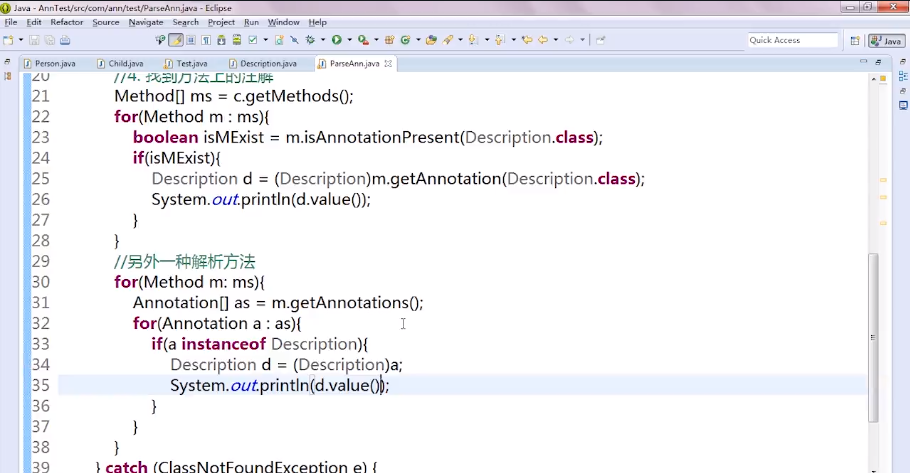 Java - AnnTest/src/com/ann/test/ParseAnn.java - Eclipse
File Edit Refactor Source Navigate Search Project Run Window Help
Quick Access
Java
Person.java Child.java Test.java Description.java ParseAnn.java
20 //4. 找到方法上的注解
21 Method[] ms = c.getMethods();
22 for(Method m : ms){
23 boolean isMExist = m.isAnnotationPresent(Description.class);
24 if(isMExist){
25 Description d = (Description)m.getAnnotation(Description.class);
26 System.out.println(d.value());
27 }
28 }
29 //另外一种解析方法
30 for(Method m: ms){
31 Annotation[] as = m.getAnnotations();
32 for(Annotation a : as){
33 if(a instanceof Description){
34 Description d = (Description)a;
35 System.out.println(d.value());
36 }
37 }
38 }
39 } catch (ClassNotFoundException e) {